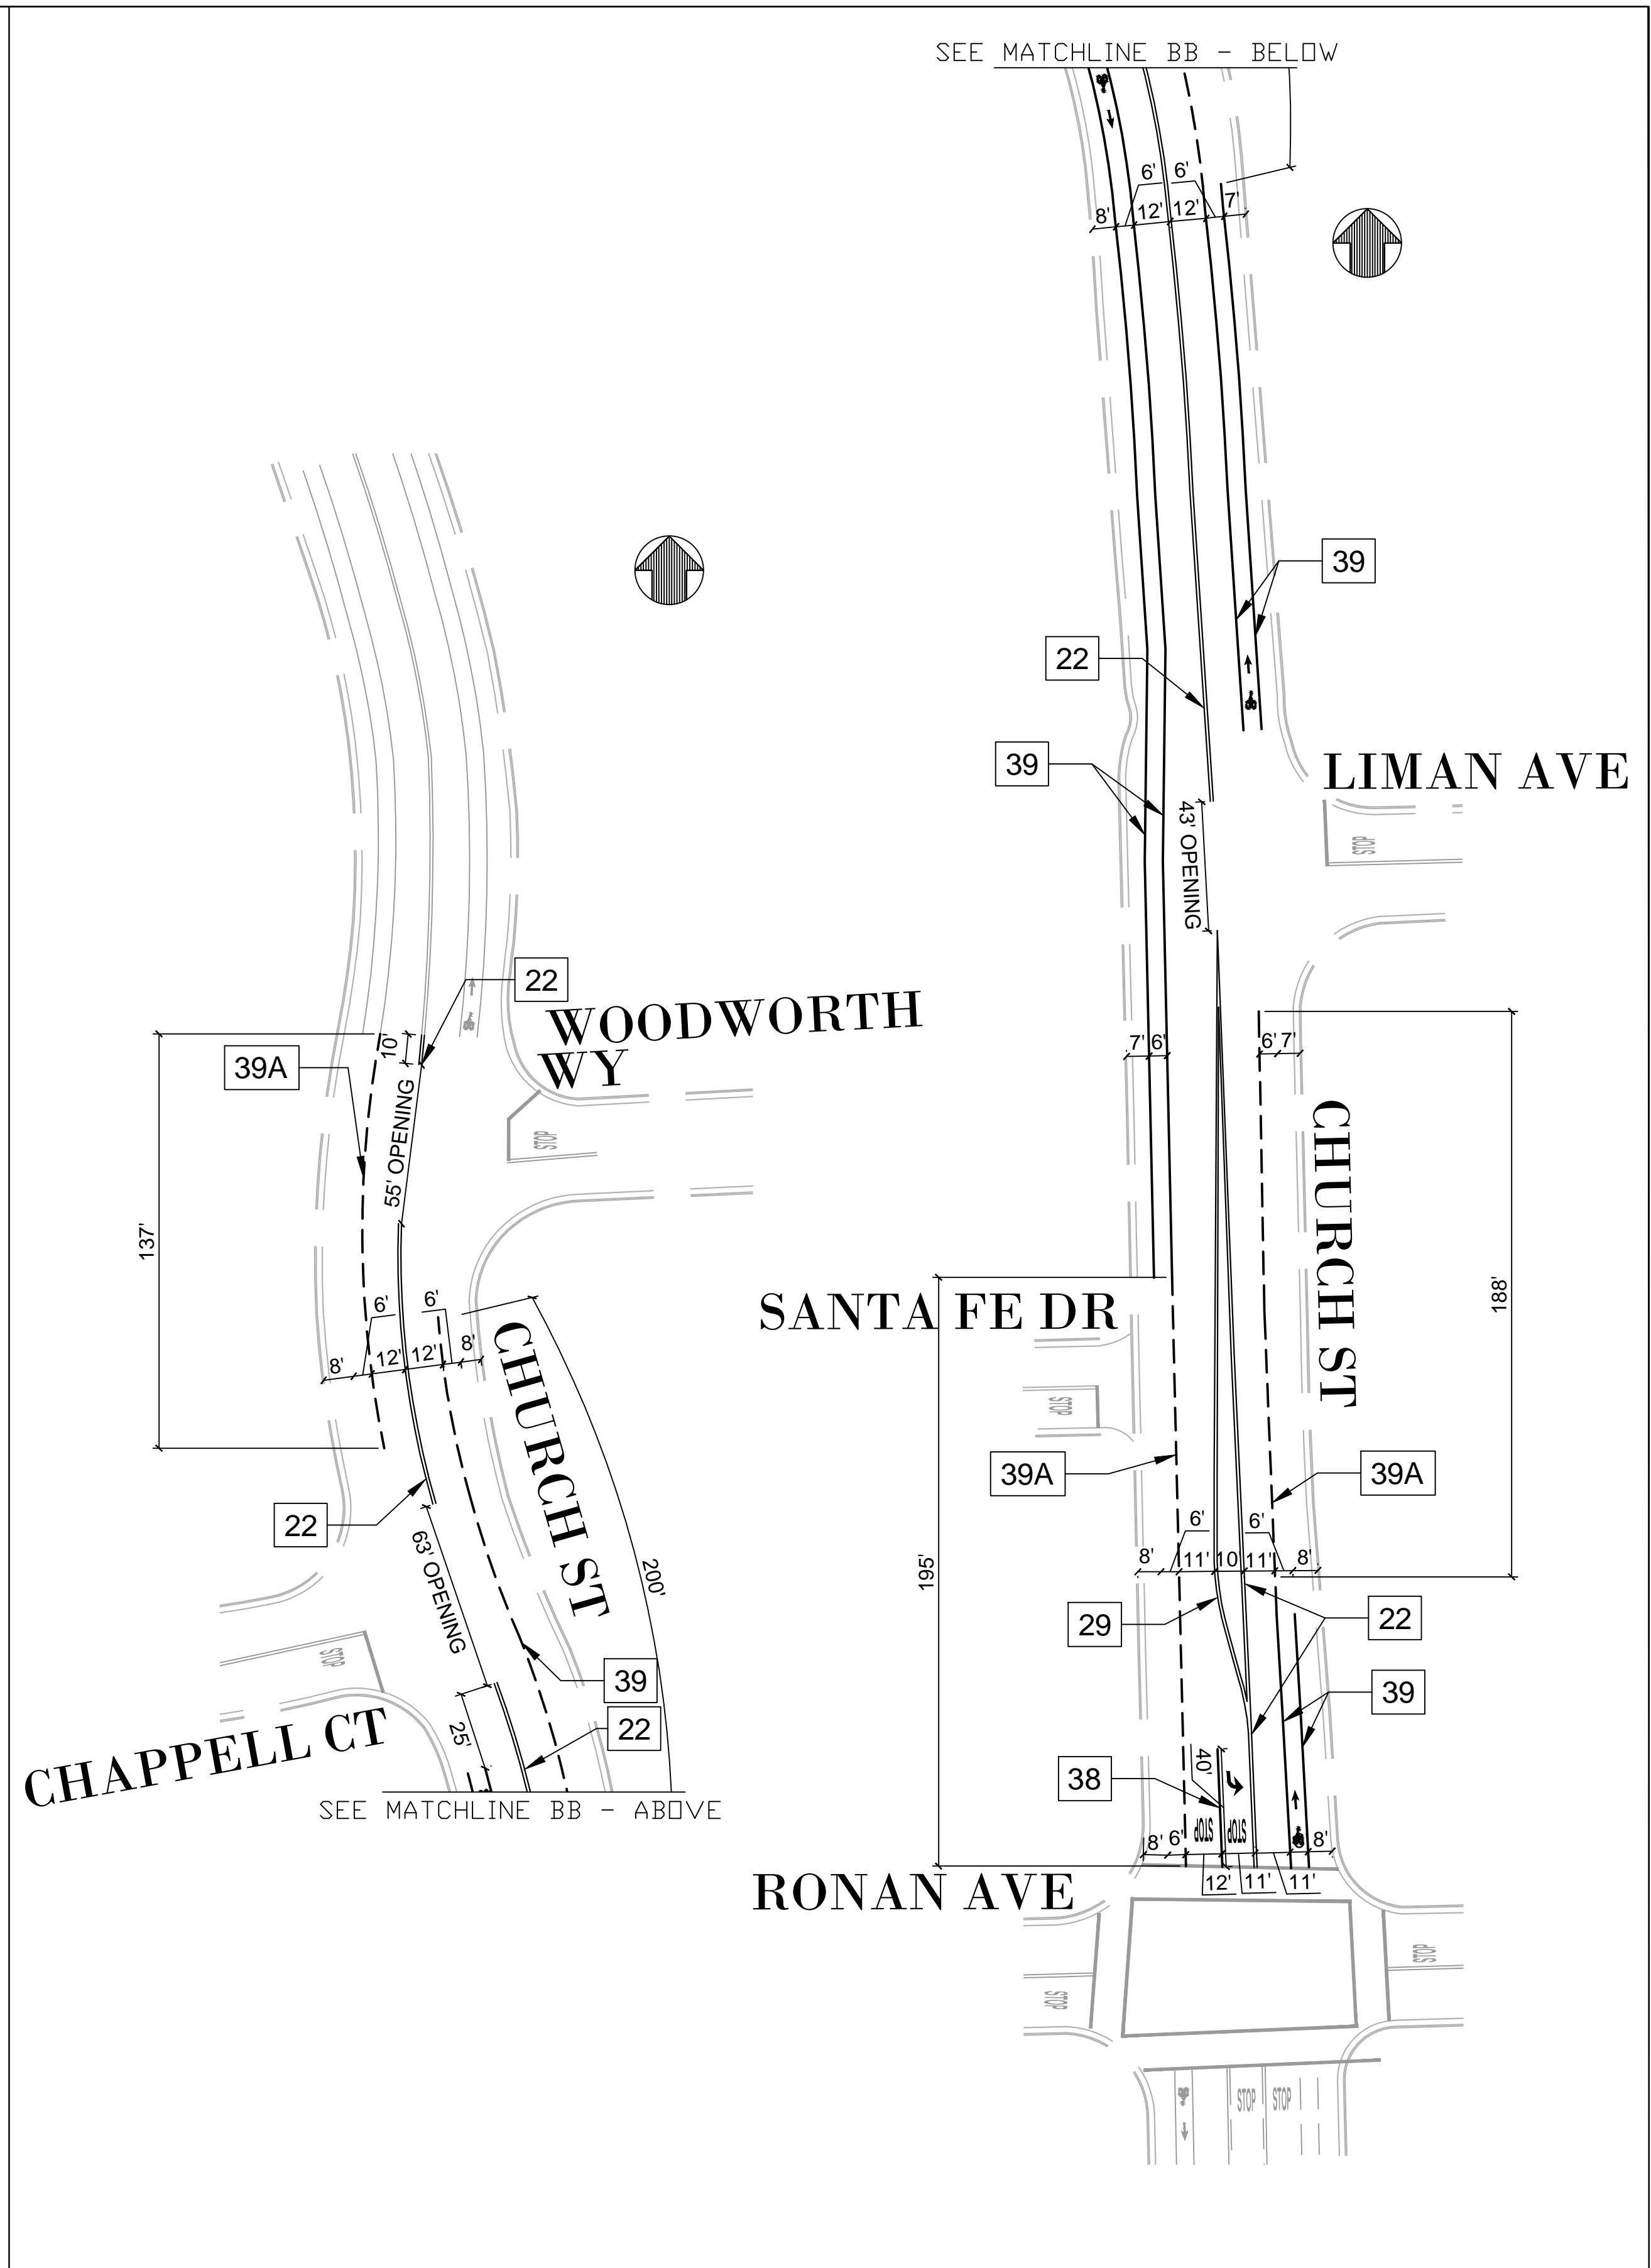 SEE MATCHLINE BB - BELOW
6' 6'
8' 12' 12' 7'
39
22
39
LIMAN AVE
43' OPENING
STOP
7' 6'
6' 7'
CHURCH ST
188'
SANTA FE DR
195'
STOP
39A
39A
6' 6'
8' 11' 10' 11' 8'
29
22
39
38
40'
STOP STOP
8' 6' 8'
12' 11' 11'
RONAN AVE
STOP
STOP
STOP STOP
22
WOODWORTH
WY
10'
39A
55' OPENING
STOP
137'
6' 6'
8' 12' 12' 8'
CHURCH ST
22
63' OPENING
200'
STOP
39
22
25'
CHAPPELL CT
SEE MATCHLINE BB - ABOVE